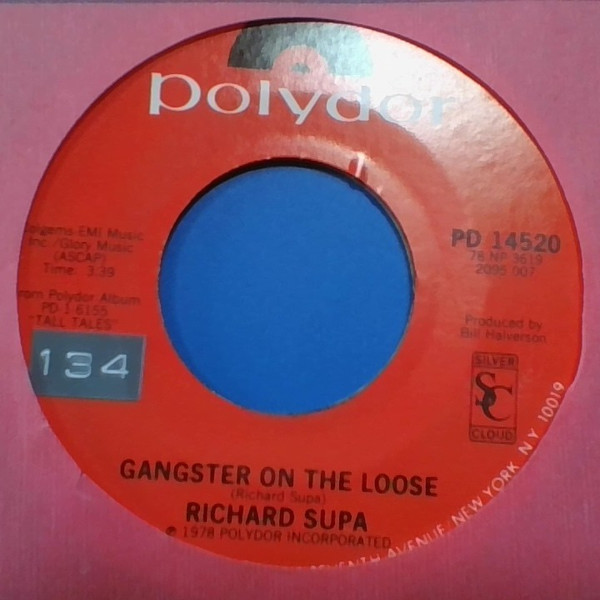 Polydor
PD 14520
78 NP 3619
2095 007
EMI Music
Inc./Glory Music
(ASCAP)
Time: 3.39
Polydor Album
PD 1 6155
"TALL TALES"
134
Produced by
Bill Halverson
SILVER
SC
CLOUD
GANGSTER ON THE LOOSE
(Richard Supa)
RICHARD SUPA
℗ 1978 POLYDOR INCORPORATED
AVENUE, NEW YORK, N.Y. 10019